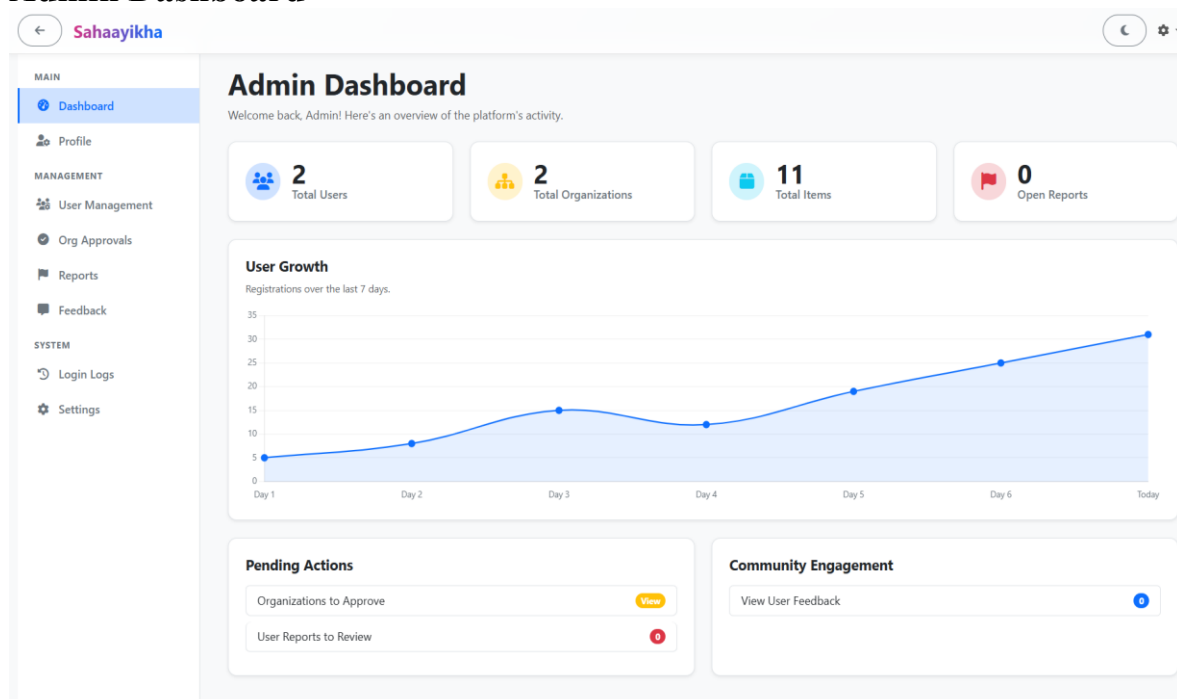 Sahaayikha
MAIN
Dashboard
Profile
MANAGEMENT
User Management
Org Approvals
Reports
Feedback
SYSTEM
Login Logs
Settings
Admin Dashboard
Welcome back, Admin! Here's an overview of the platform's activity.
2
Total Users
2
Total Organizations
11
Total Items
0
Open Reports
User Growth
Registrations over the last 7 days.
35
30
25
20
15
10
5
0
Day 1 Day 2 Day 3 Day 4 Day 5 Day 6 Today
Pending Actions
Organizations to Approve View
User Reports to Review 0
Community Engagement
View User Feedback 0